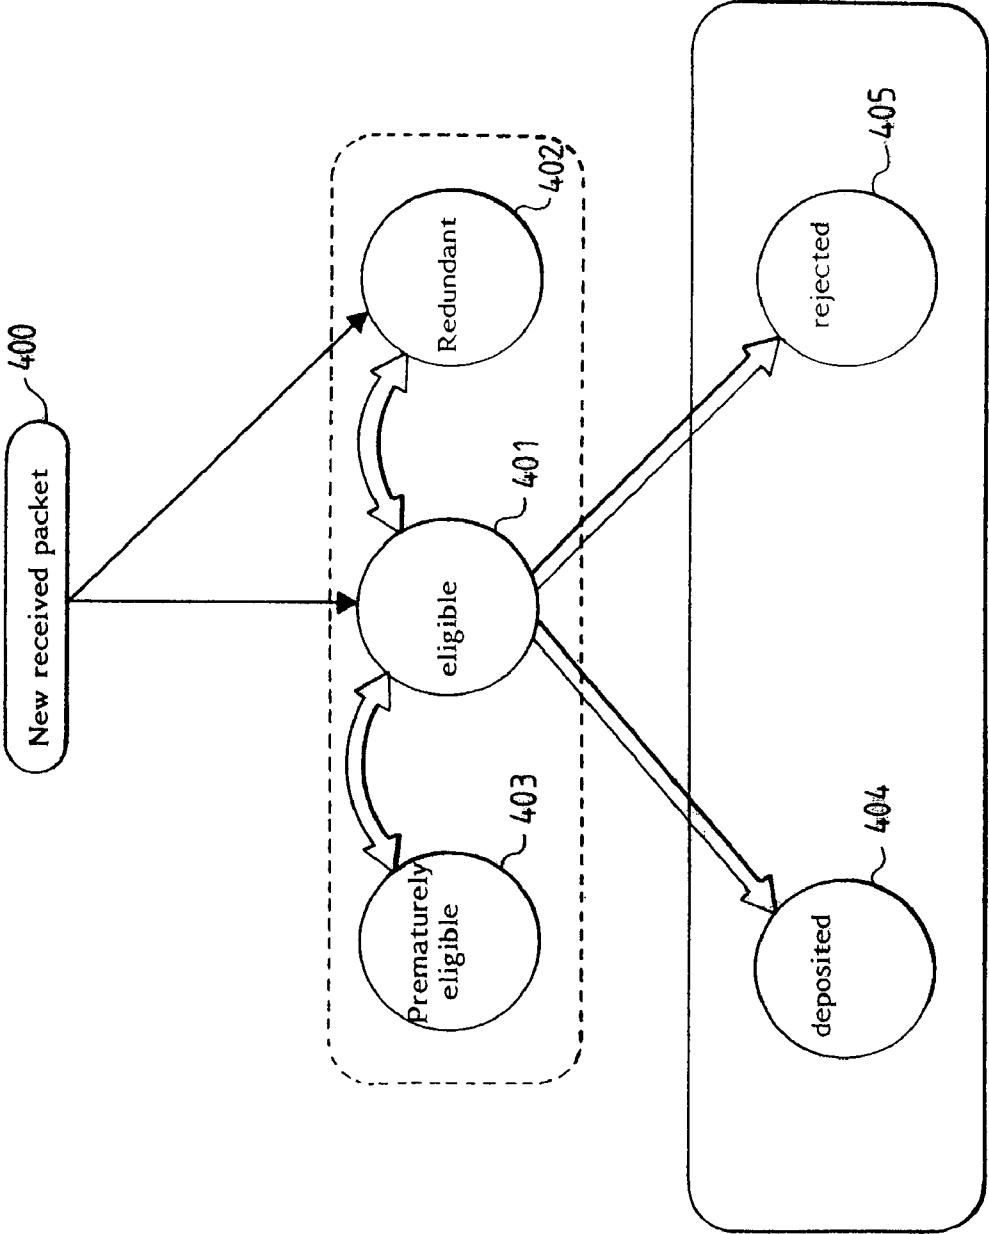 New received packet
400
Prematurely
eligible
403
eligible
401
Redundant
402
deposited
404
rejected
405